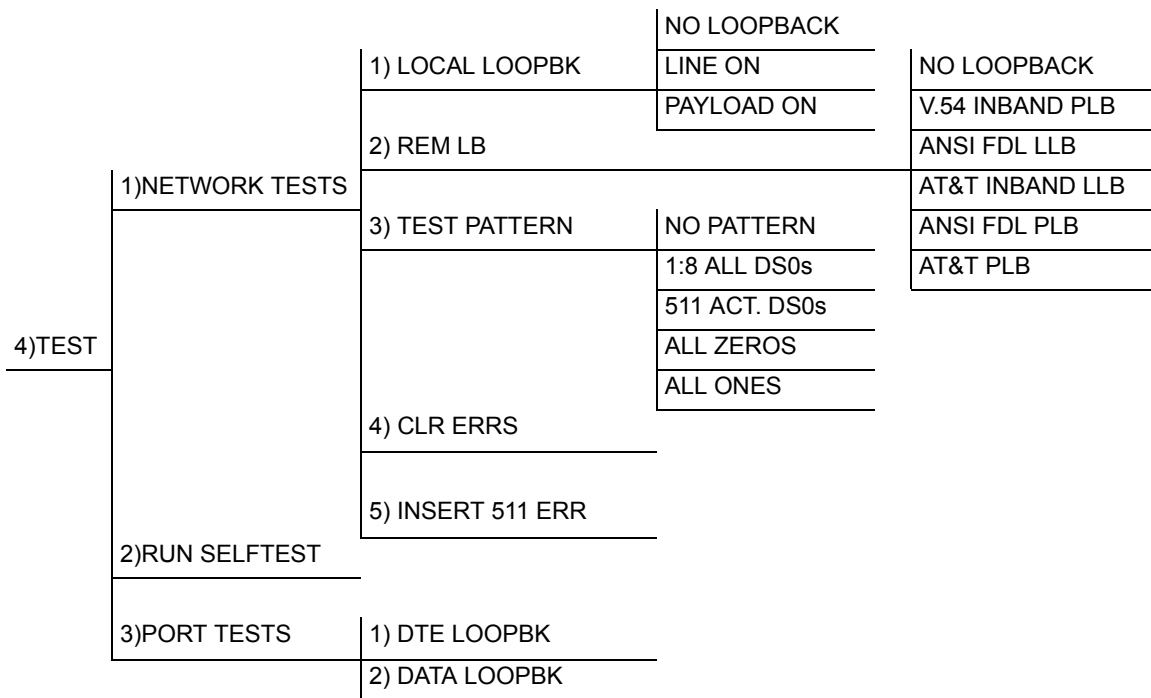 4)TEST
1)NETWORK TESTS
1) LOCAL LOOPBK
NO LOOPBACK
LINE ON
PAYLOAD ON
2) REM LB
NO LOOPBACK
V.54 INBAND PLB
ANSI FDL LLB
AT&T INBAND LLB
ANSI FDL PLB
AT&T PLB
3) TEST PATTERN
NO PATTERN
1:8 ALL DS0s
511 ACT. DS0s
ALL ZEROS
ALL ONES
4) CLR ERRS
5) INSERT 511 ERR
2)RUN SELFTEST
3)PORT TESTS
1) DTE LOOPBK
2) DATA LOOPBK